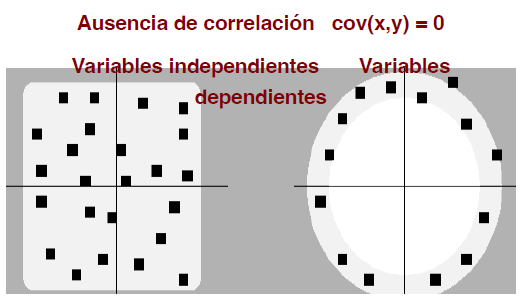 Ausencia de correlación cov(x,y) = 0
Variables independientes Variables
dependientes